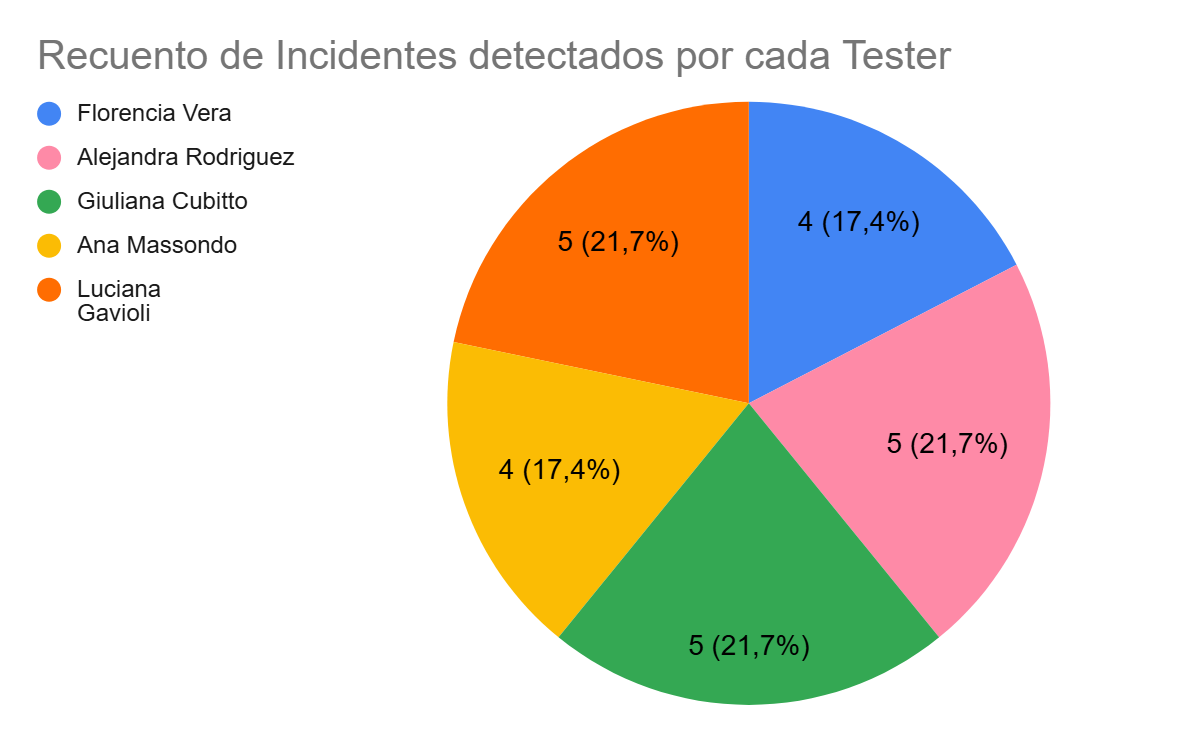 Recuento de Incidentes detectados por cada Tester
Florencia Vera
Alejandra Rodriguez
Giuliana Cubitto
Ana Massondo
Luciana
Gavioli
4 (17,4%)
5 (21,7%)
5 (21,7%)
4 (17,4%)
5 (21,7%)